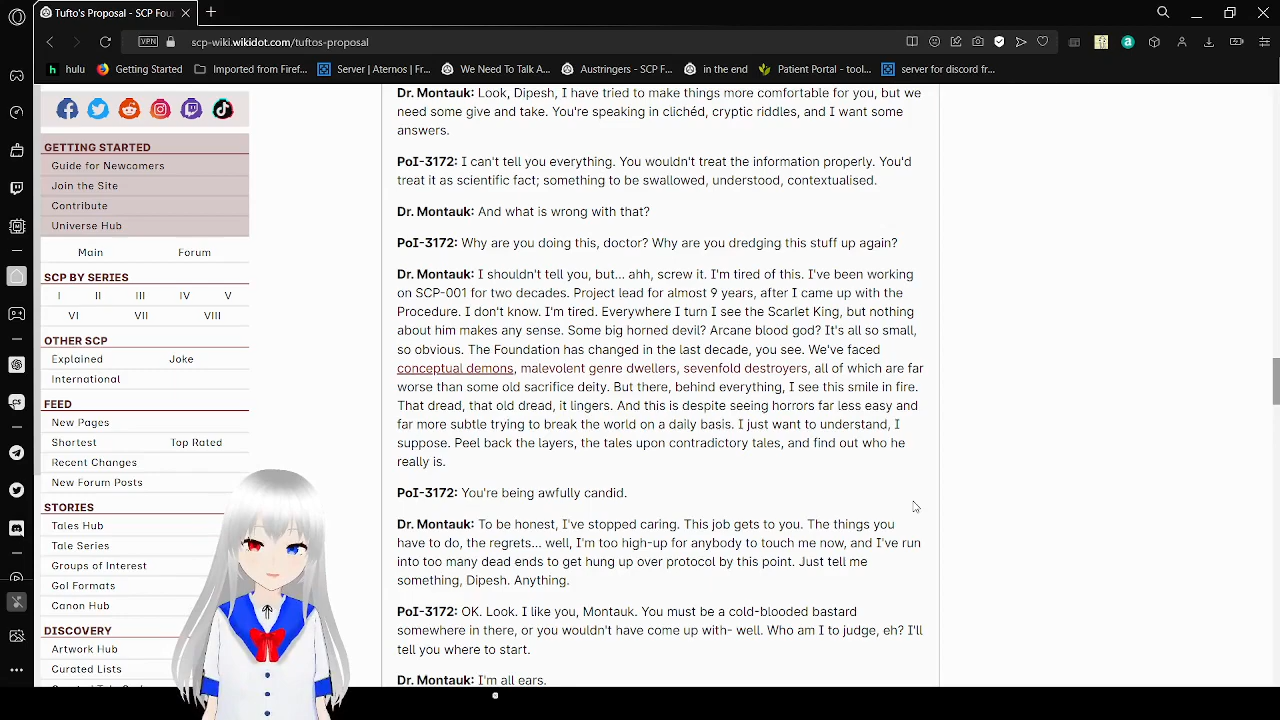 Tufto's Proposal - SCP Four
VPN
scp-wiki.wikidot.com/tuftos-proposal
hulu
Getting Started
Imported from Firef...
Server | Aternos | Fr...
We Need To Talk A...
Austringers - SCP F...
in the end
Patient Portal - tool...
server for discord fr...
GETTING STARTED
Guide for Newcomers
Join the Site
Contribute
Universe Hub
Main Forum
SCP BY SERIES
I II III IV V
VI VII VIII
OTHER SCP
Explained Joke
International
FEED
New Pages
Shortest Top Rated
Recent Changes
New Forum Posts
STORIES
Tales Hub
Tale Series
Groups of Interest
GoI Formats
Canon Hub
DISCOVERY
Artwork Hub
Curated Lists
Dr. Montauk: Look, Dipesh, I have tried to make things more comfortable for you, but we
need some give and take. You're speaking in clichéd, cryptic riddles, and I want some
answers.
PoI-3172: I can't tell you everything. You wouldn't treat the information properly. You'd
treat it as scientific fact; something to be swallowed, understood, contextualised.
Dr. Montauk: And what is wrong with that?
PoI-3172: Why are you doing this, doctor? Why are you dredging this stuff up again?
Dr. Montauk: I shouldn't tell you, but... ahh, screw it. I'm tired of this. I've been working
on SCP-001 for two decades. Project lead for almost 9 years, after I came up with the
Procedure. I don't know. I'm tired. Everywhere I turn I see the Scarlet King, but nothing
about him makes any sense. Some big horned devil? Arcane blood god? It's all so small,
so obvious. The Foundation has changed in the last decade, you see. We've faced
conceptual demons, malevolent genre dwellers, sevenfold destroyers, all of which are far
worse than some old sacrifice deity. But there, behind everything, I see this smile in fire.
That dread, that old dread, it lingers. And this is despite seeing horrors far less easy and
far more subtle trying to break the world on a daily basis. I just want to understand, I
suppose. Peel back the layers, the tales upon contradictory tales, and find out who he
really is.
PoI-3172: You're being awfully candid.
Dr. Montauk: To be honest, I've stopped caring. This job gets to you. The things you
have to do, the regrets... well, I'm too high-up for anybody to touch me now, and I've run
into too many dead ends to get hung up over protocol by this point. Just tell me
something, Dipesh. Anything.
PoI-3172: OK. Look. I like you, Montauk. You must be a cold-blooded bastard
somewhere in there, or you wouldn't have come up with- well. Who am I to judge, eh? I'll
tell you where to start.
Dr. Montauk: I'm all ears.